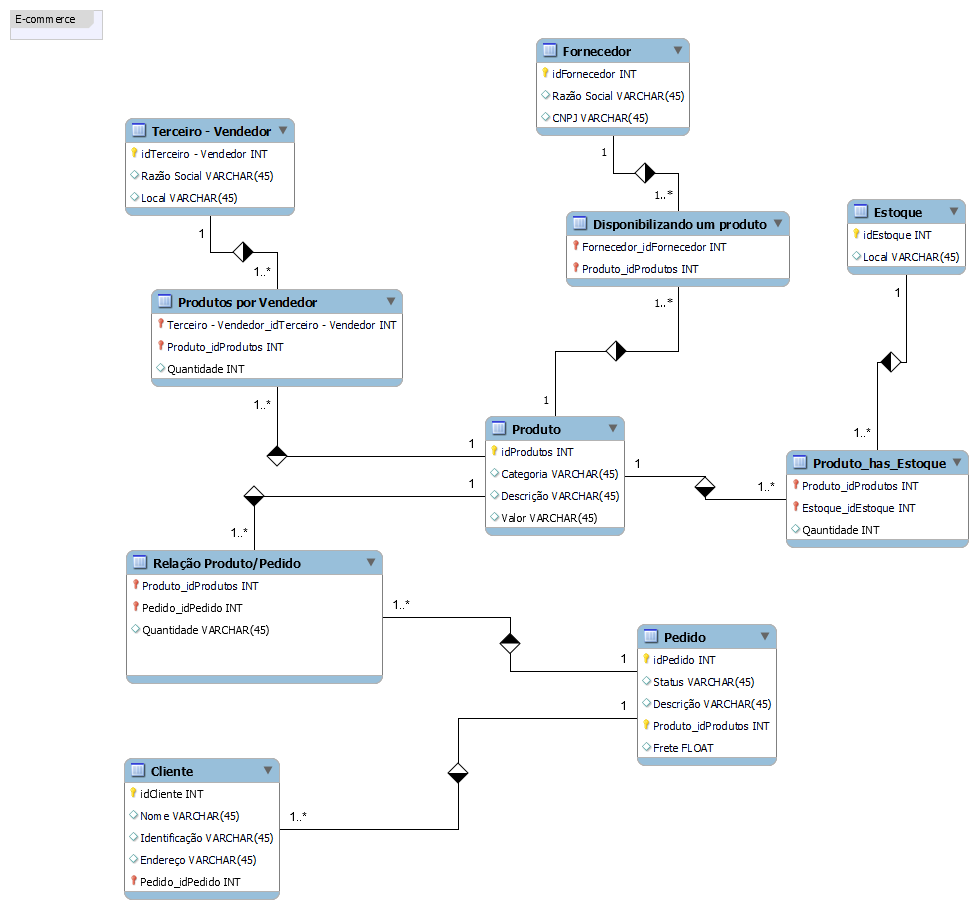 E-commerce
Fornecedor
idFornecedor INT
Razão Social VARCHAR(45)
CNPJ VARCHAR(45)
1
1..*
Terceiro - Vendedor
idTerceiro - Vendedor INT
Razão Social VARCHAR(45)
Local VARCHAR(45)
1
1..*
Disponibilizando um produto
Fornecedor_idFornecedor INT
Produto_idProdutos INT
1..*
1
Estoque
idEstoque INT
Local VARCHAR(45)
1
1..*
Produtos por Vendedor
Terceiro - Vendedor_idTerceiro - Vendedor INT
Produto_idProdutos INT
Quantidade INT
1..*
1
Produto
idProdutos INT
Categoria VARCHAR(45)
Descrição VARCHAR(45)
Valor VARCHAR(45)
1
1..*
1
1..*
Produto_has_Estoque
Produto_idProdutos INT
Estoque_idEstoque INT
Qauntidade INT
Relação Produto/Pedido
Produto_idProdutos INT
Pedido_idPedido INT
Quantidade VARCHAR(45)
1..*
1
Pedido
idPedido INT
Status VARCHAR(45)
Descrição VARCHAR(45)
Produto_idProdutos INT
Frete FLOAT
1
1..*
Cliente
idCliente INT
Nome VARCHAR(45)
Identificação VARCHAR(45)
Endereço VARCHAR(45)
Pedido_idPedido INT